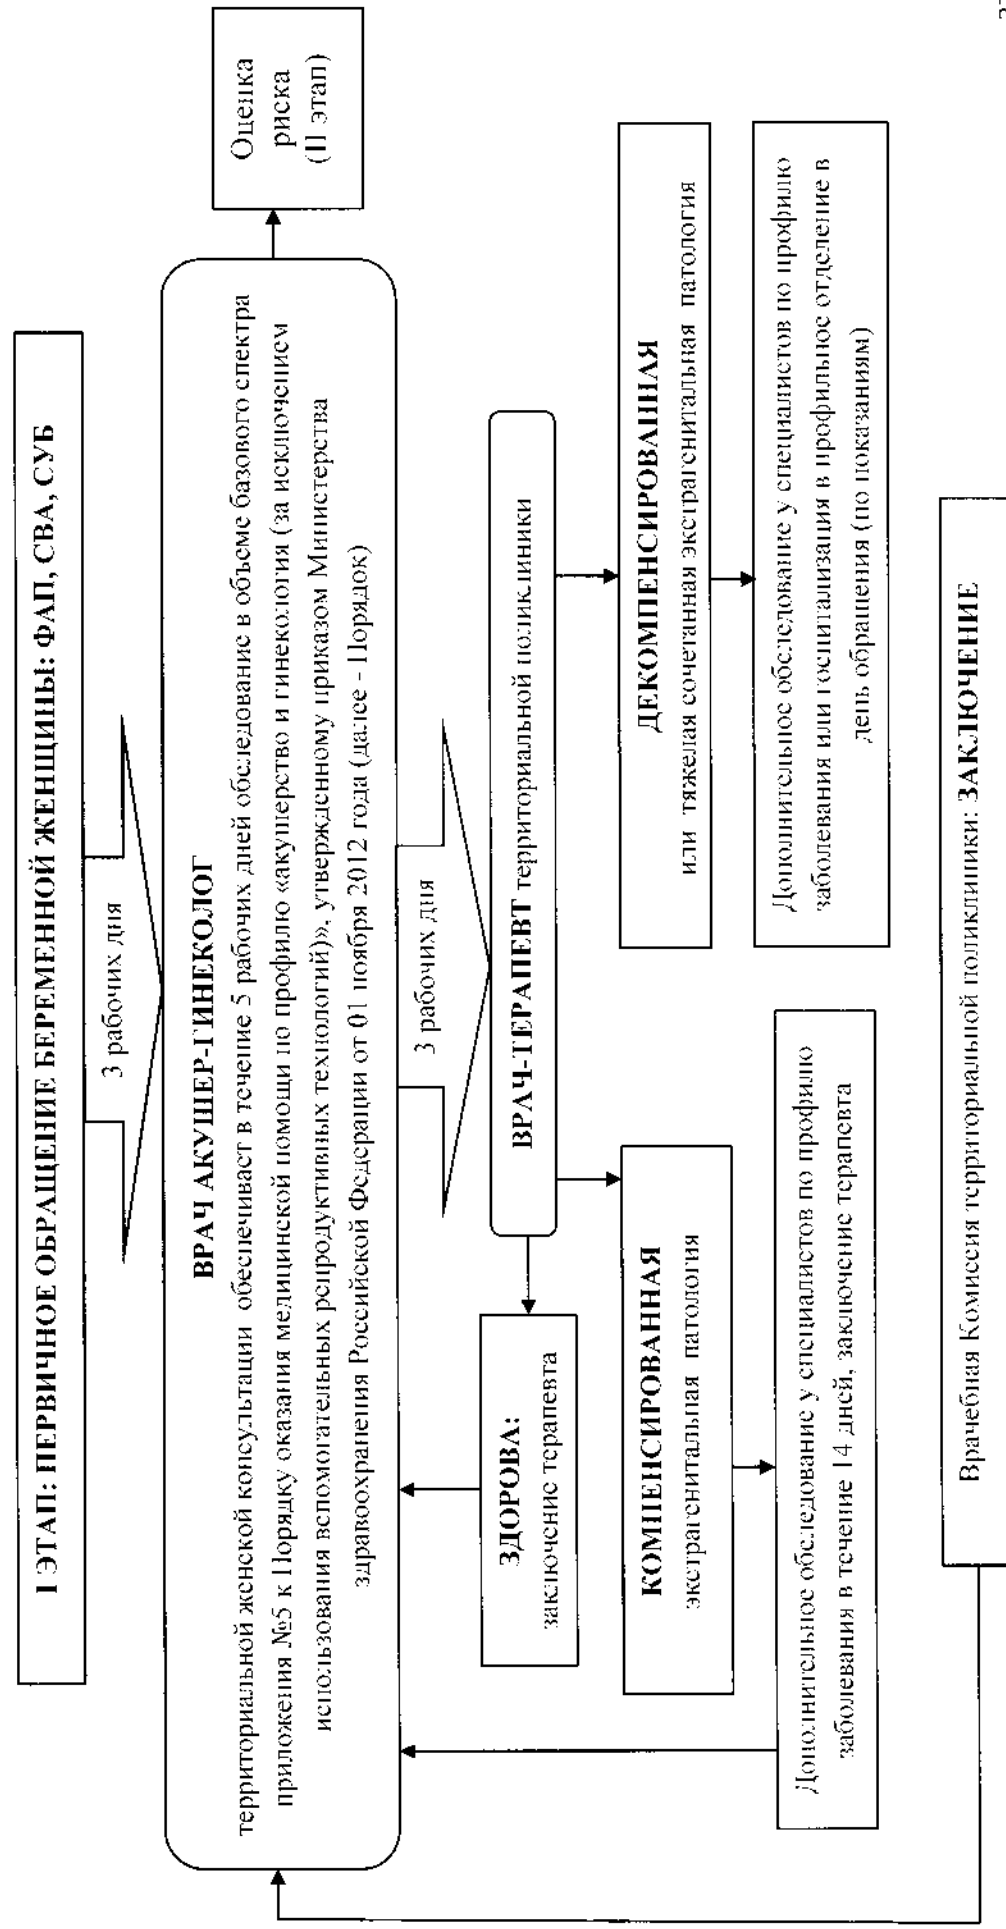 I ЭТАП: ПЕРВИЧНОЕ ОБРАЩЕНИЕ БЕРЕМЕННОЙ ЖЕНЩИНЫ: ФАП, СВА, СУБ
3 рабочих дня
ВРАЧ АКУШЕР-ГИНЕКОЛОГ
территориальной женской консультации обеспечивает в течение 5 рабочих дней обследование в объеме базового спектра
приложения №5 к Порядку оказания медицинской помощи по профилю «акушерство и гинекология (за исключением
использования вспомогательных репродуктивных технологий)», утвержденному приказом Министерства
здравоохранения Российской Федерации от 01 ноября 2012 года (далее - Порядок)
Оценка
риска
(II этап)
3 рабочих дня
ВРАЧ-ТЕРАПЕВТ территориальной поликлиники
ЗДОРОВА:
заключение терапевта
КОМПЕНСИРОВАННАЯ
экстрагенитальная патология
ДЕКОМПЕНСИРОВАННАЯ
или тяжелая сочетанная экстрагенитальная патология
Дополнительное обследование у специалистов по профилю
заболевания в течение 14 дней, заключение терапевта
Дополнительное обследование у специалистов по профилю
заболевания или госпитализация в профильное отделение в
день обращения (по показаниям)
Врачебная Комиссия территориальной поликлиники: ЗАКЛЮЧЕНИЕ